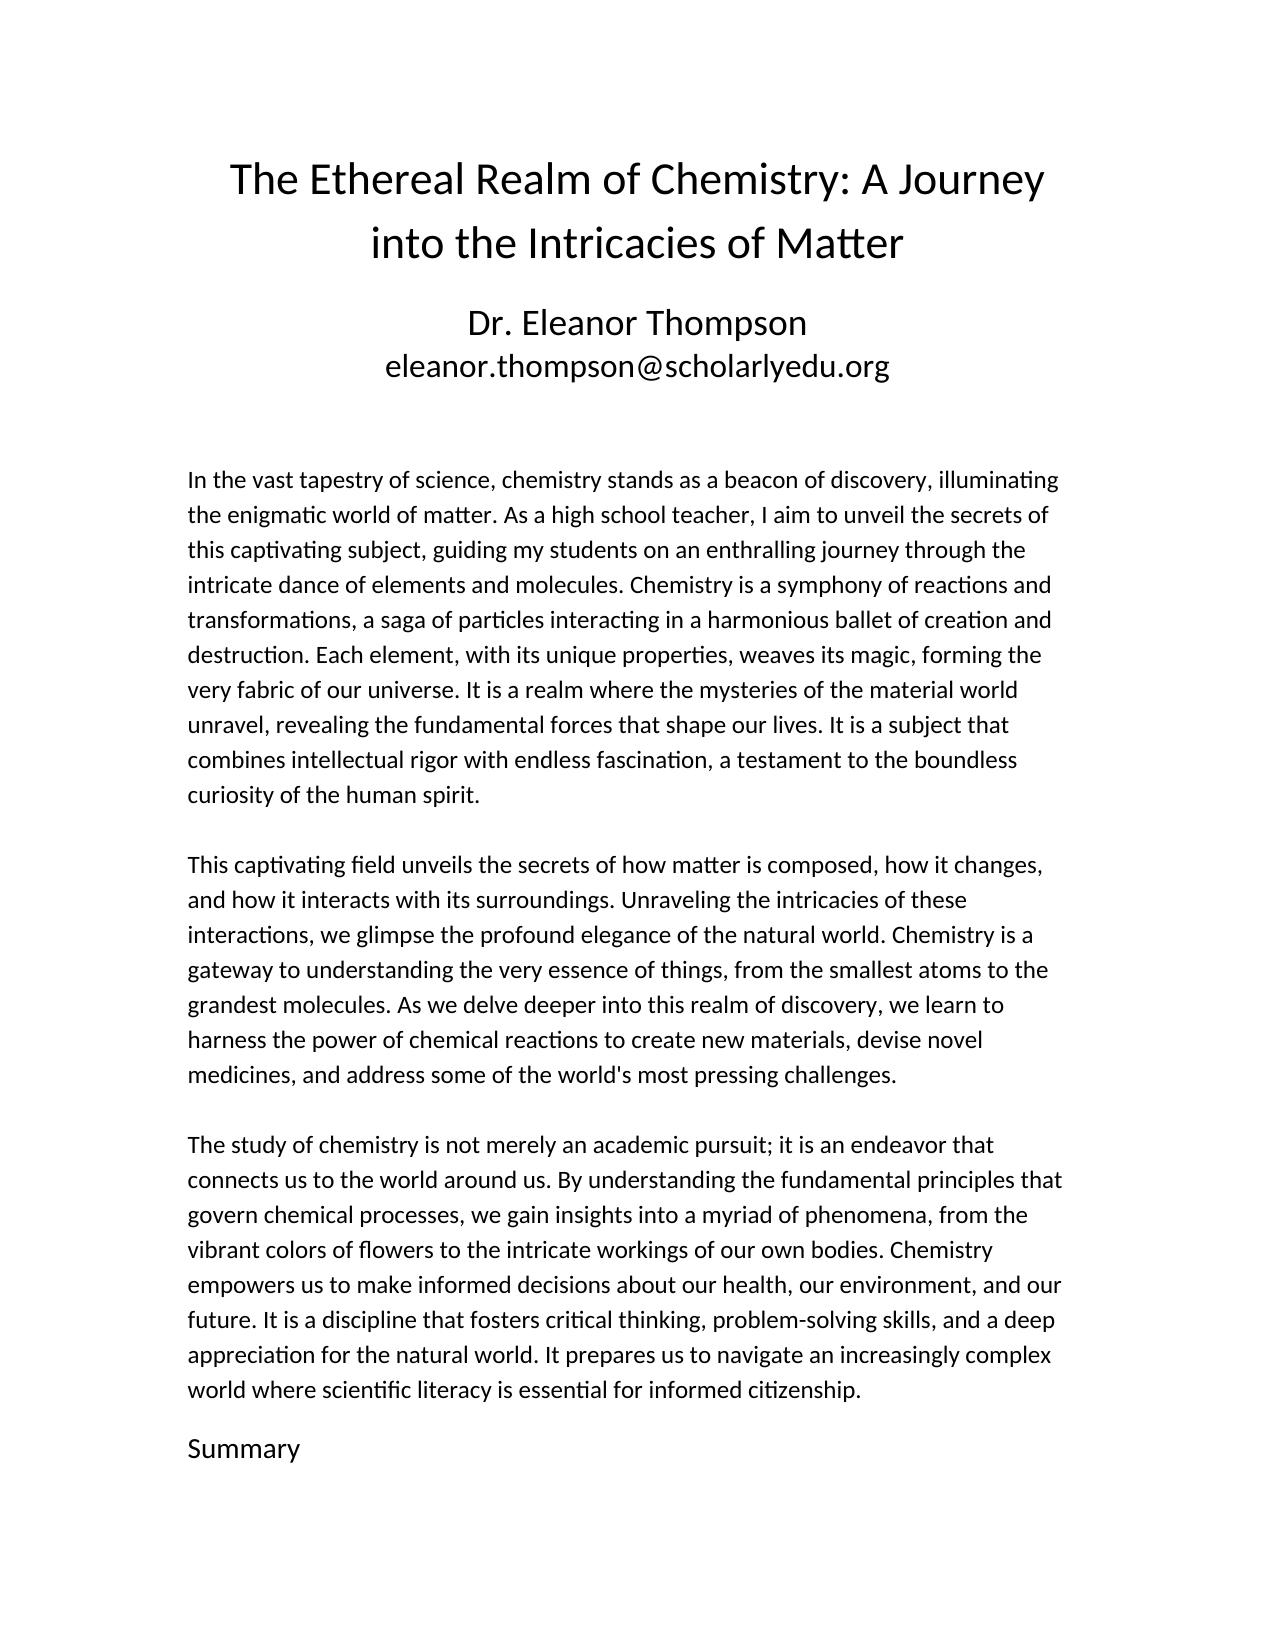 The Ethereal Realm of Chemistry: A Journey
into the Intricacies of Matter
Dr. Eleanor Thompson
eleanor.thompson@scholarlyedu.org
In the vast tapestry of science, chemistry stands as a beacon of discovery, illuminating
the enigmatic world of matter. As a high school teacher, I aim to unveil the secrets of
this captivating subject, guiding my students on an enthralling journey through the
intricate dance of elements and molecules. Chemistry is a symphony of reactions and
transformations, a saga of particles interacting in a harmonious ballet of creation and
destruction. Each element, with its unique properties, weaves its magic, forming the
very fabric of our universe. It is a realm where the mysteries of the material world
unravel, revealing the fundamental forces that shape our lives. It is a subject that
combines intellectual rigor with endless fascination, a testament to the boundless
curiosity of the human spirit.
This captivating field unveils the secrets of how matter is composed, how it changes,
and how it interacts with its surroundings. Unraveling the intricacies of these
interactions, we glimpse the profound elegance of the natural world. Chemistry is a
gateway to understanding the very essence of things, from the smallest atoms to the
grandest molecules. As we delve deeper into this realm of discovery, we learn to
harness the power of chemical reactions to create new materials, devise novel
medicines, and address some of the world's most pressing challenges.
The study of chemistry is not merely an academic pursuit; it is an endeavor that
connects us to the world around us. By understanding the fundamental principles that
govern chemical processes, we gain insights into a myriad of phenomena, from the
vibrant colors of flowers to the intricate workings of our own bodies. Chemistry
empowers us to make informed decisions about our health, our environment, and our
future. It is a discipline that fosters critical thinking, problem-solving skills, and a deep
appreciation for the natural world. It prepares us to navigate an increasingly complex
world where scientific literacy is essential for informed citizenship.
Summary